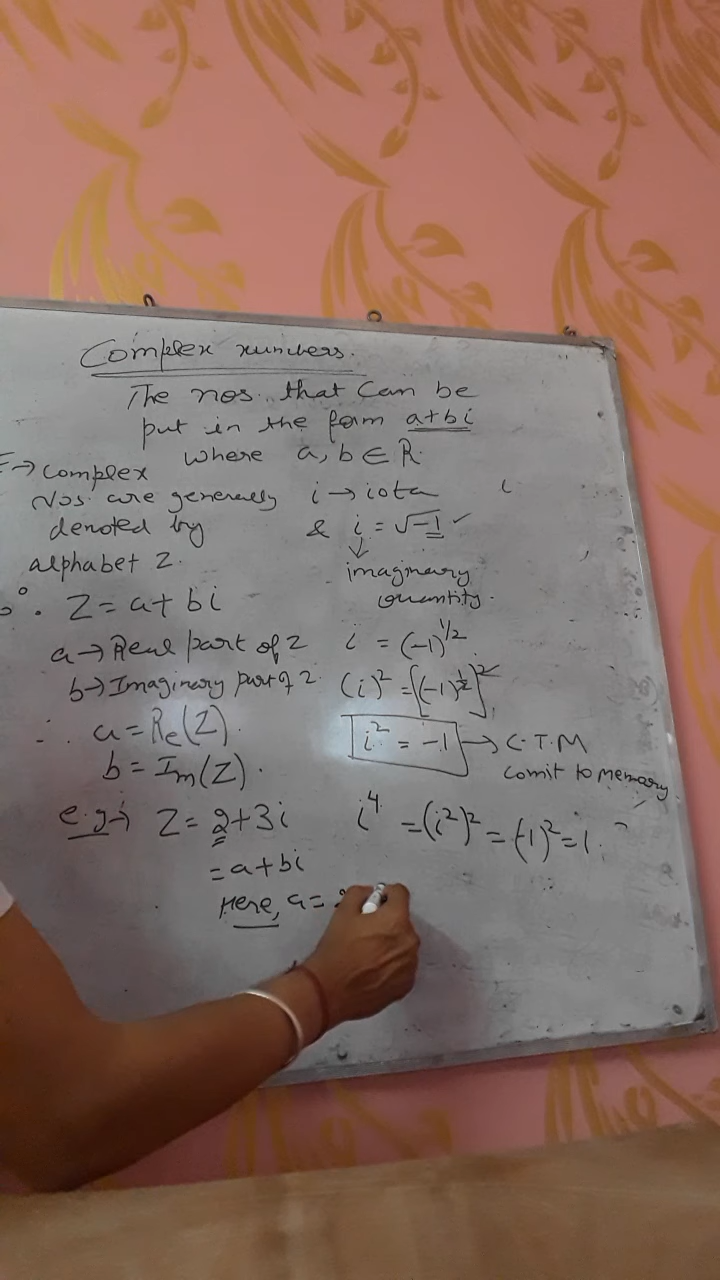 Complex numbers.
The nos. that can be
put in the form a+bi
where a, b ∈ R.
→ complex
Nos. are generally
denoted by
alphabet Z.
∴ Z = a + bi
a → Real part of Z
b → Imaginary part of Z.
∴ a = Re(Z).
b = Im(Z).
e.g → Z = 2+3i
= a + bi
Here, a =
i → iota
& i = √-1 ✓
↓
imaginary
quantity.
i = (-1)^1/2
(i)² = [(-1)^1/2]²
i² = -1 → C.T.M
comit to memory.
i⁴ = (i²)² = (-1)² = 1.